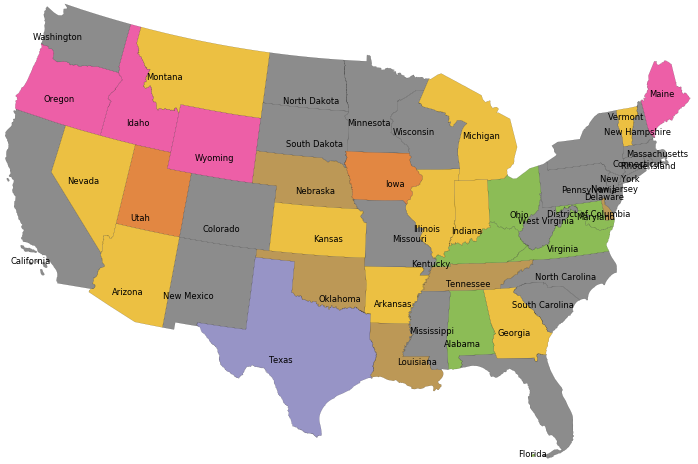 Washington
Montana
Maine
Oregon
North Dakota
Idaho
Minnesota
Vermont
Wisconsin
New Hampshire
Michigan
South Dakota
Massachusetts
Wyoming
Connecticut
Rhode Island
New York
Nevada
Iowa
Nebraska
Pennsylvania
New Jersey
Delaware
Utah
Ohio
District of Columbia
Maryland
West Virginia
Colorado
Illinois
Indiana
Kansas
Missouri
Virginia
California
Kentucky
North Carolina
Tennessee
Arizona
New Mexico
Oklahoma
Arkansas
South Carolina
Mississippi
Georgia
Alabama
Texas
Louisiana
Florida